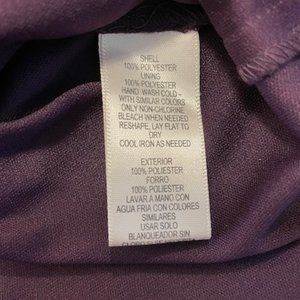 SHELL
100% POLYESTER
LINING
100% POLYESTER
HAND WASH COLD -
WITH SIMILAR COLORS
ONLY NON-CHLORINE
BLEACH WHEN NEEDED
RESHAPE, LAY FLAT TO
DRY
COOL IRON AS NEEDED
EXTERIOR
100% POLIESTER
FORRO
100% POLIESTER
LAVAR A MANO CON
AGUA FRIA CON COLORES
SIMILARES
USAR SOLO
BLANQUEADOR SIN